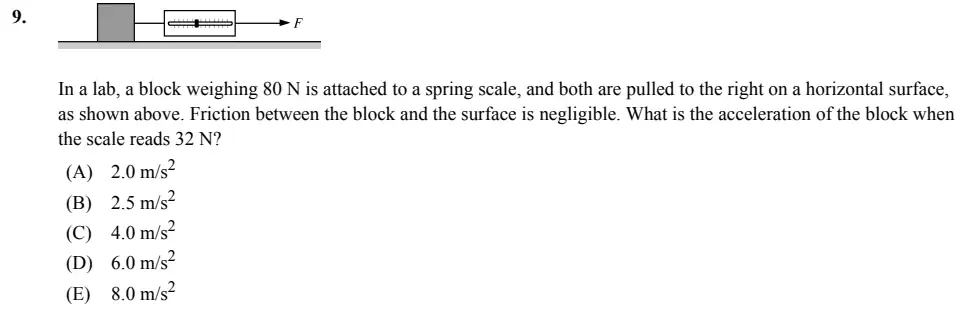 9.
F
In a lab, a block weighing 80 N is attached to a spring scale, and both are pulled to the right on a horizontal surface,
as shown above. Friction between the block and the surface is negligible. What is the acceleration of the block when
the scale reads 32 N?
(A) 2.0 m/s²
(B) 2.5 m/s²
(C) 4.0 m/s²
(D) 6.0 m/s²
(E) 8.0 m/s²